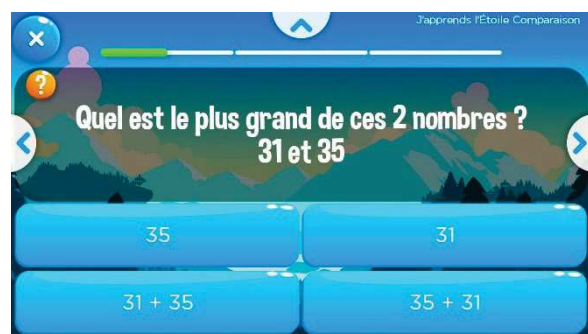 J'apprends l'Étoile Comparaison
?
Quel est le plus grand de ces 2 nombres ?
31 et 35
35
31
31 + 35
35 + 31